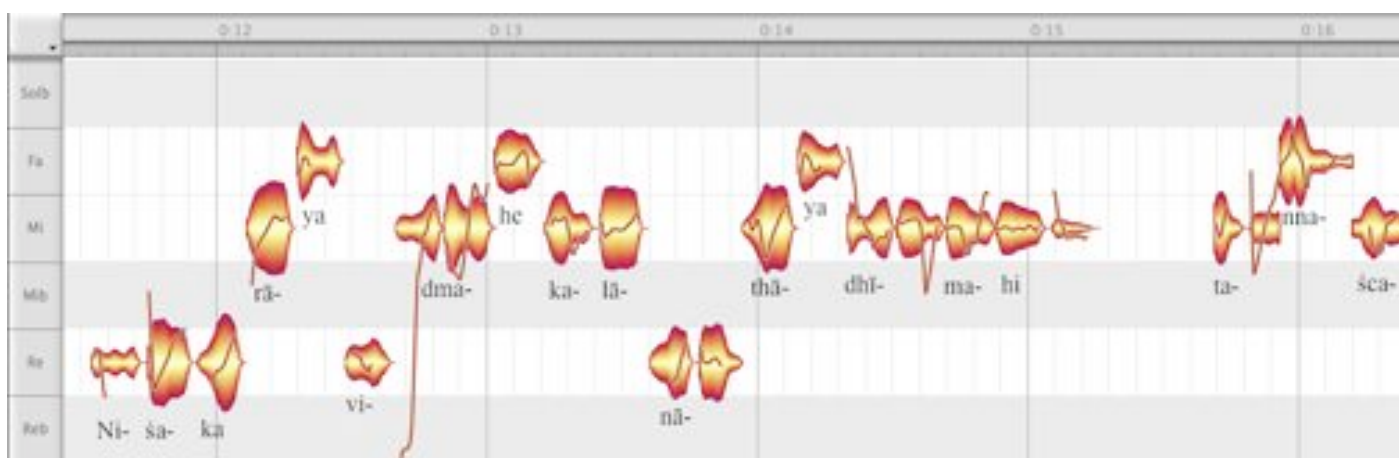 0:12 0:13 0:14 0:15 0:16
Solb
Fa
ya he ya nna-
Mi
Mib
rā- dma- ka- lā- thā- dhī- ma- hi ta- śca-
Re
vi- nā-
Reb
Ni- śa- ka